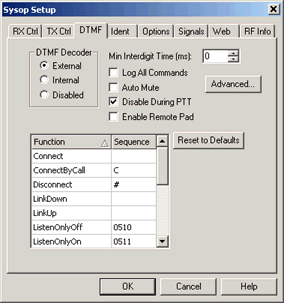 Sysop Setup
RX Ctrl TX Ctrl DTMF Ident Options Signals Web RF Info
DTMF Decoder
External
Internal
Disabled
Min Interdigit Time (ms): 0
Log All Commands
Auto Mute
Disable During PTT
Enable Remote Pad
Advanced...
Function Sequence
Connect
ConnectByCall C
Disconnect #
LinkDown
LinkUp
ListenOnlyOff 0510
ListenOnlyOn 0511
Reset to Defaults
OK Cancel Help